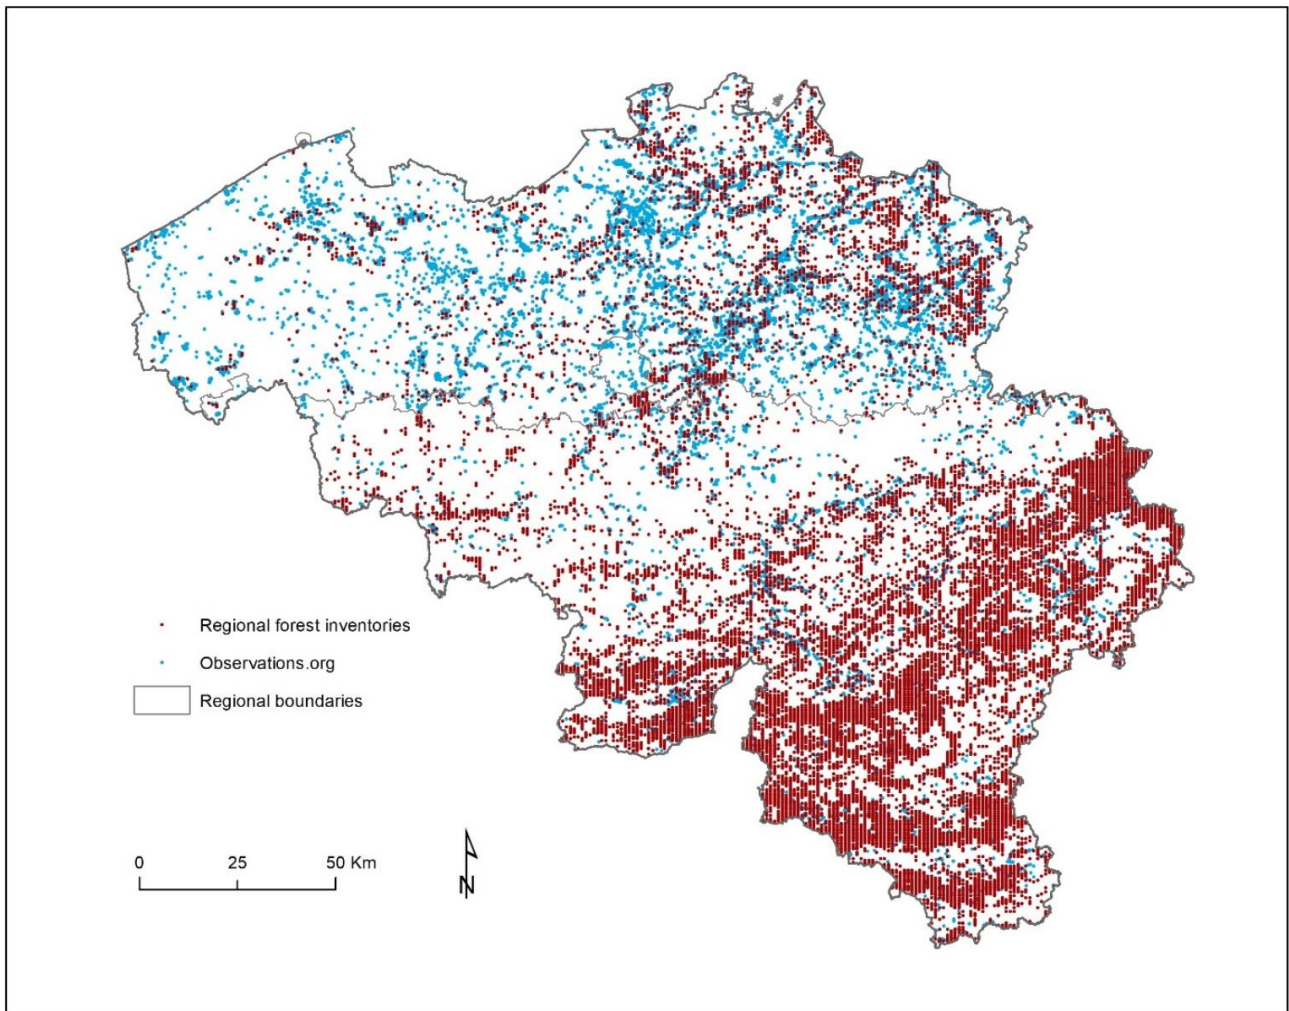 Regional forest inventories
Observations.org
Regional boundaries
0 25 50 Km
N